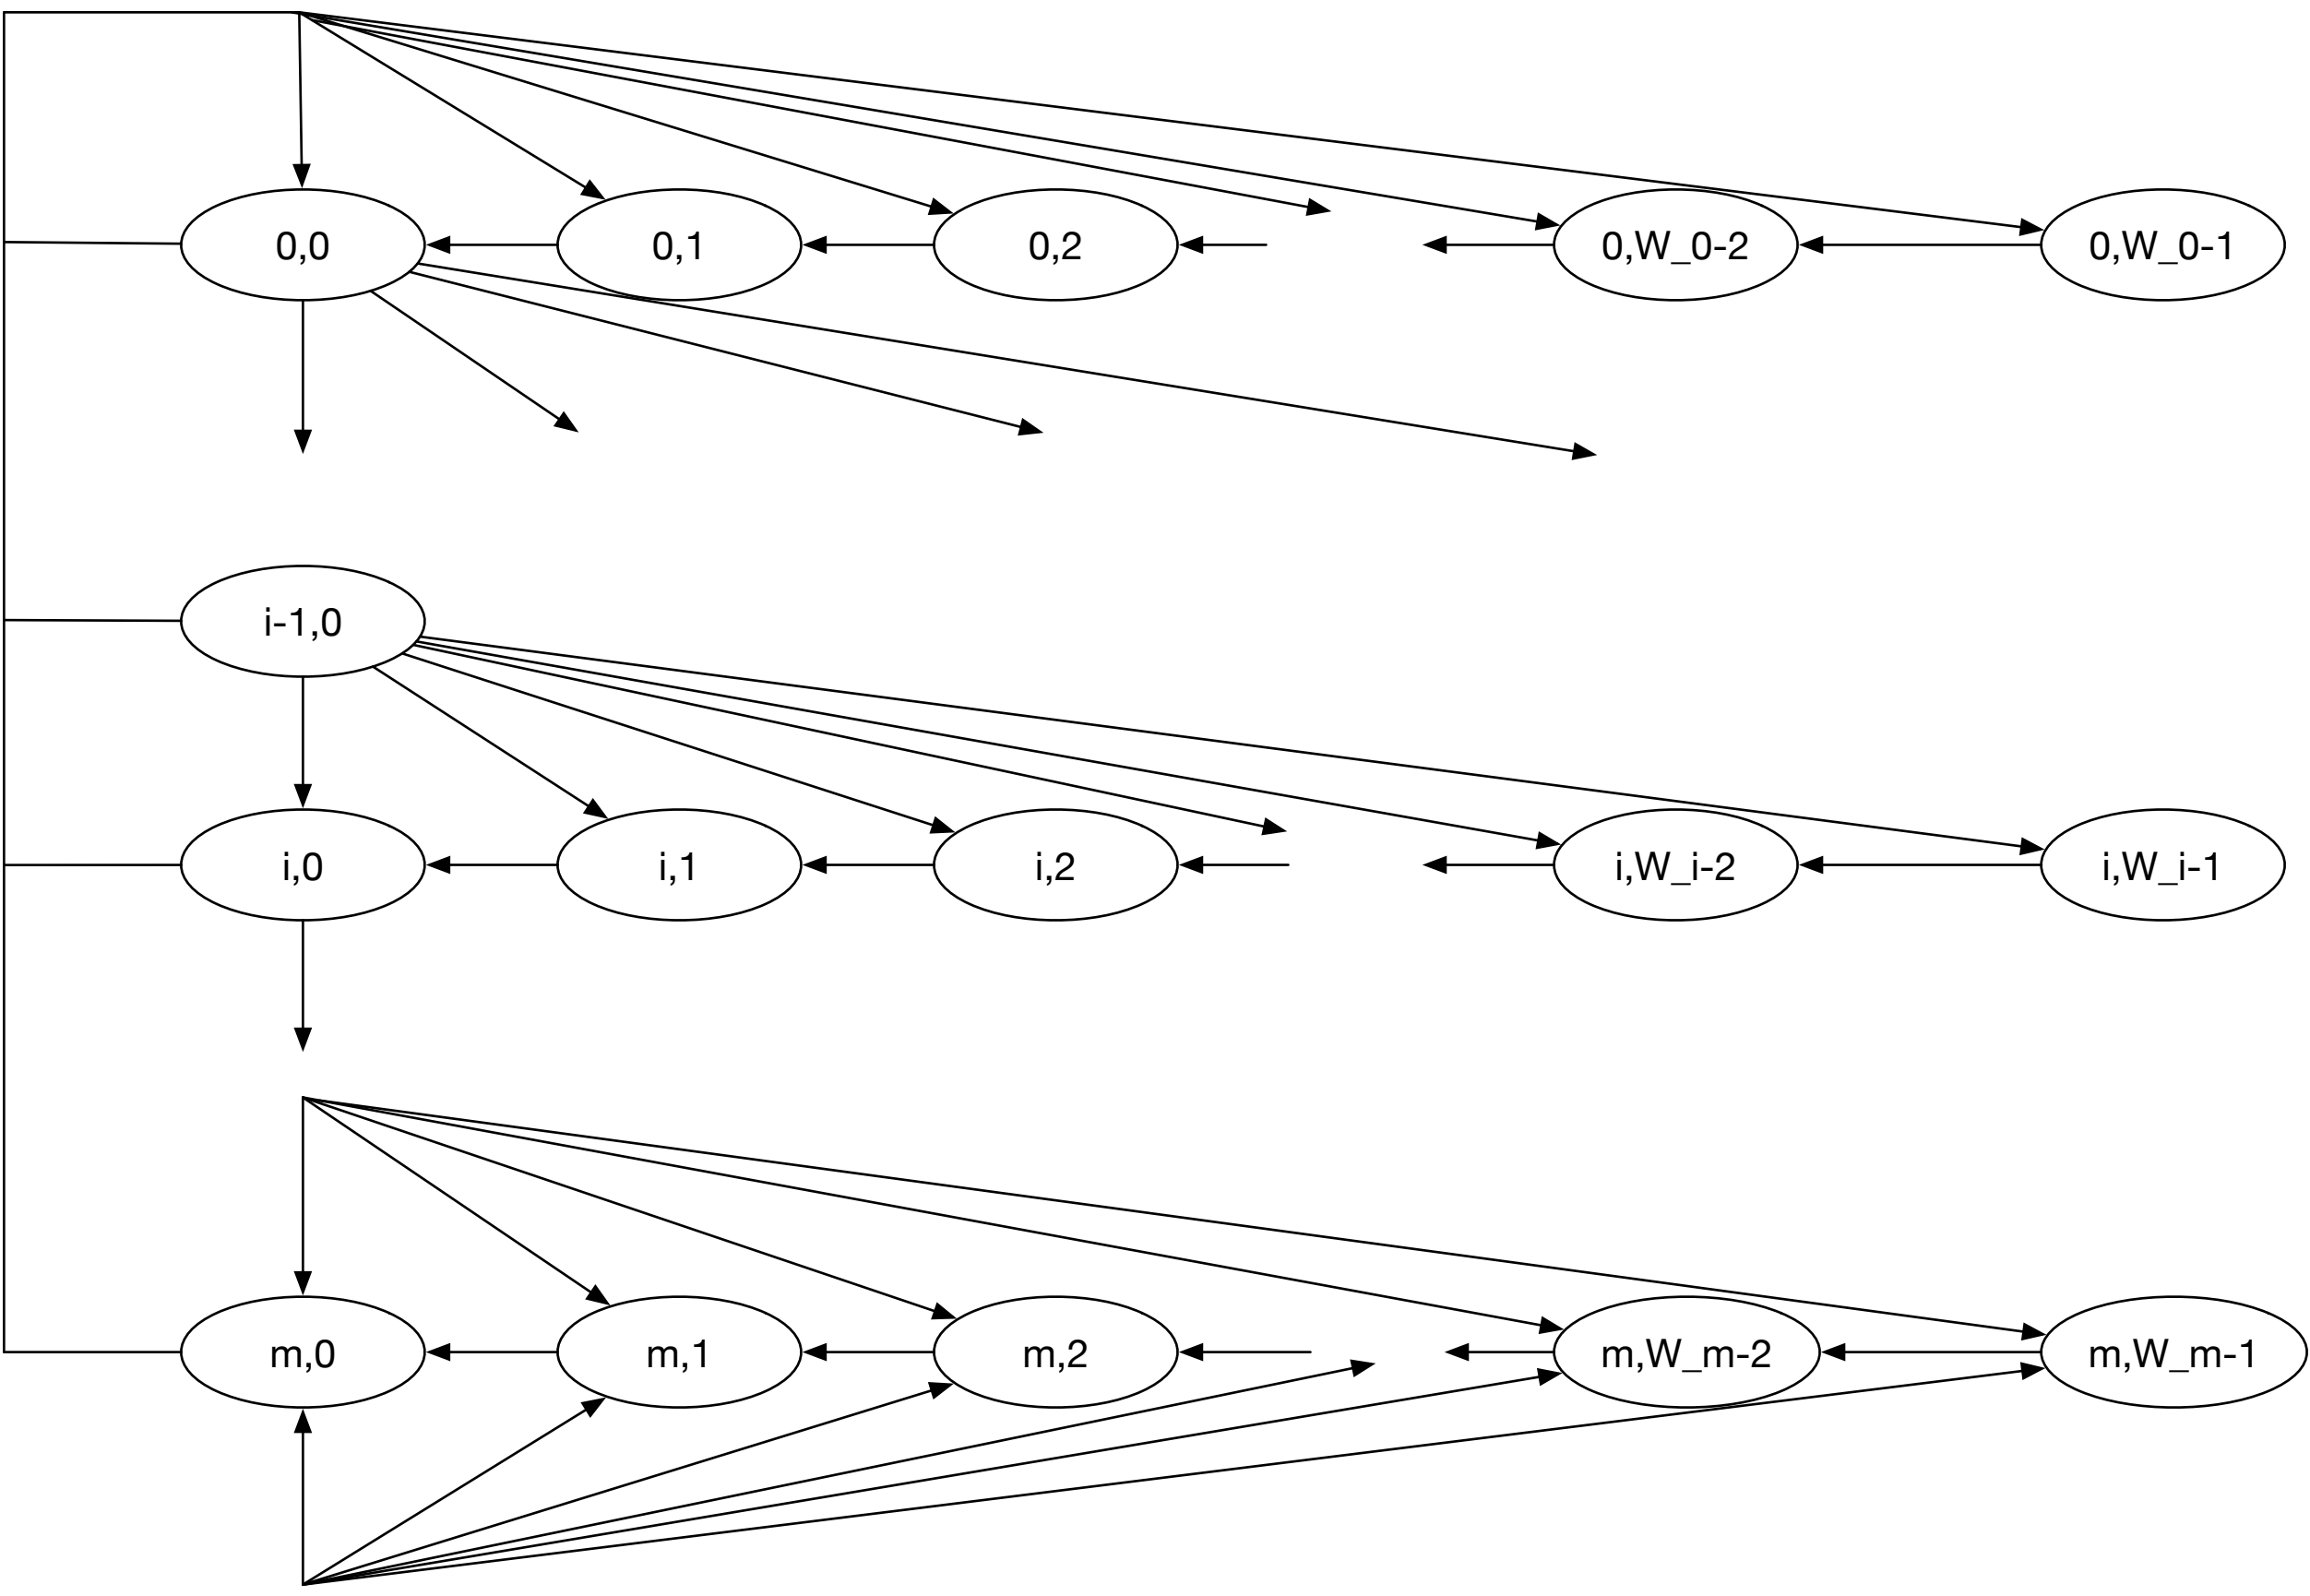 0,0 0,1 0,2 0,W_0-2 0,W_0-1
i-1,0
i,0 i,1 i,2 i,W_i-2 i,W_i-1
m,0 m,1 m,2 m,W_m-2 m,W_m-1